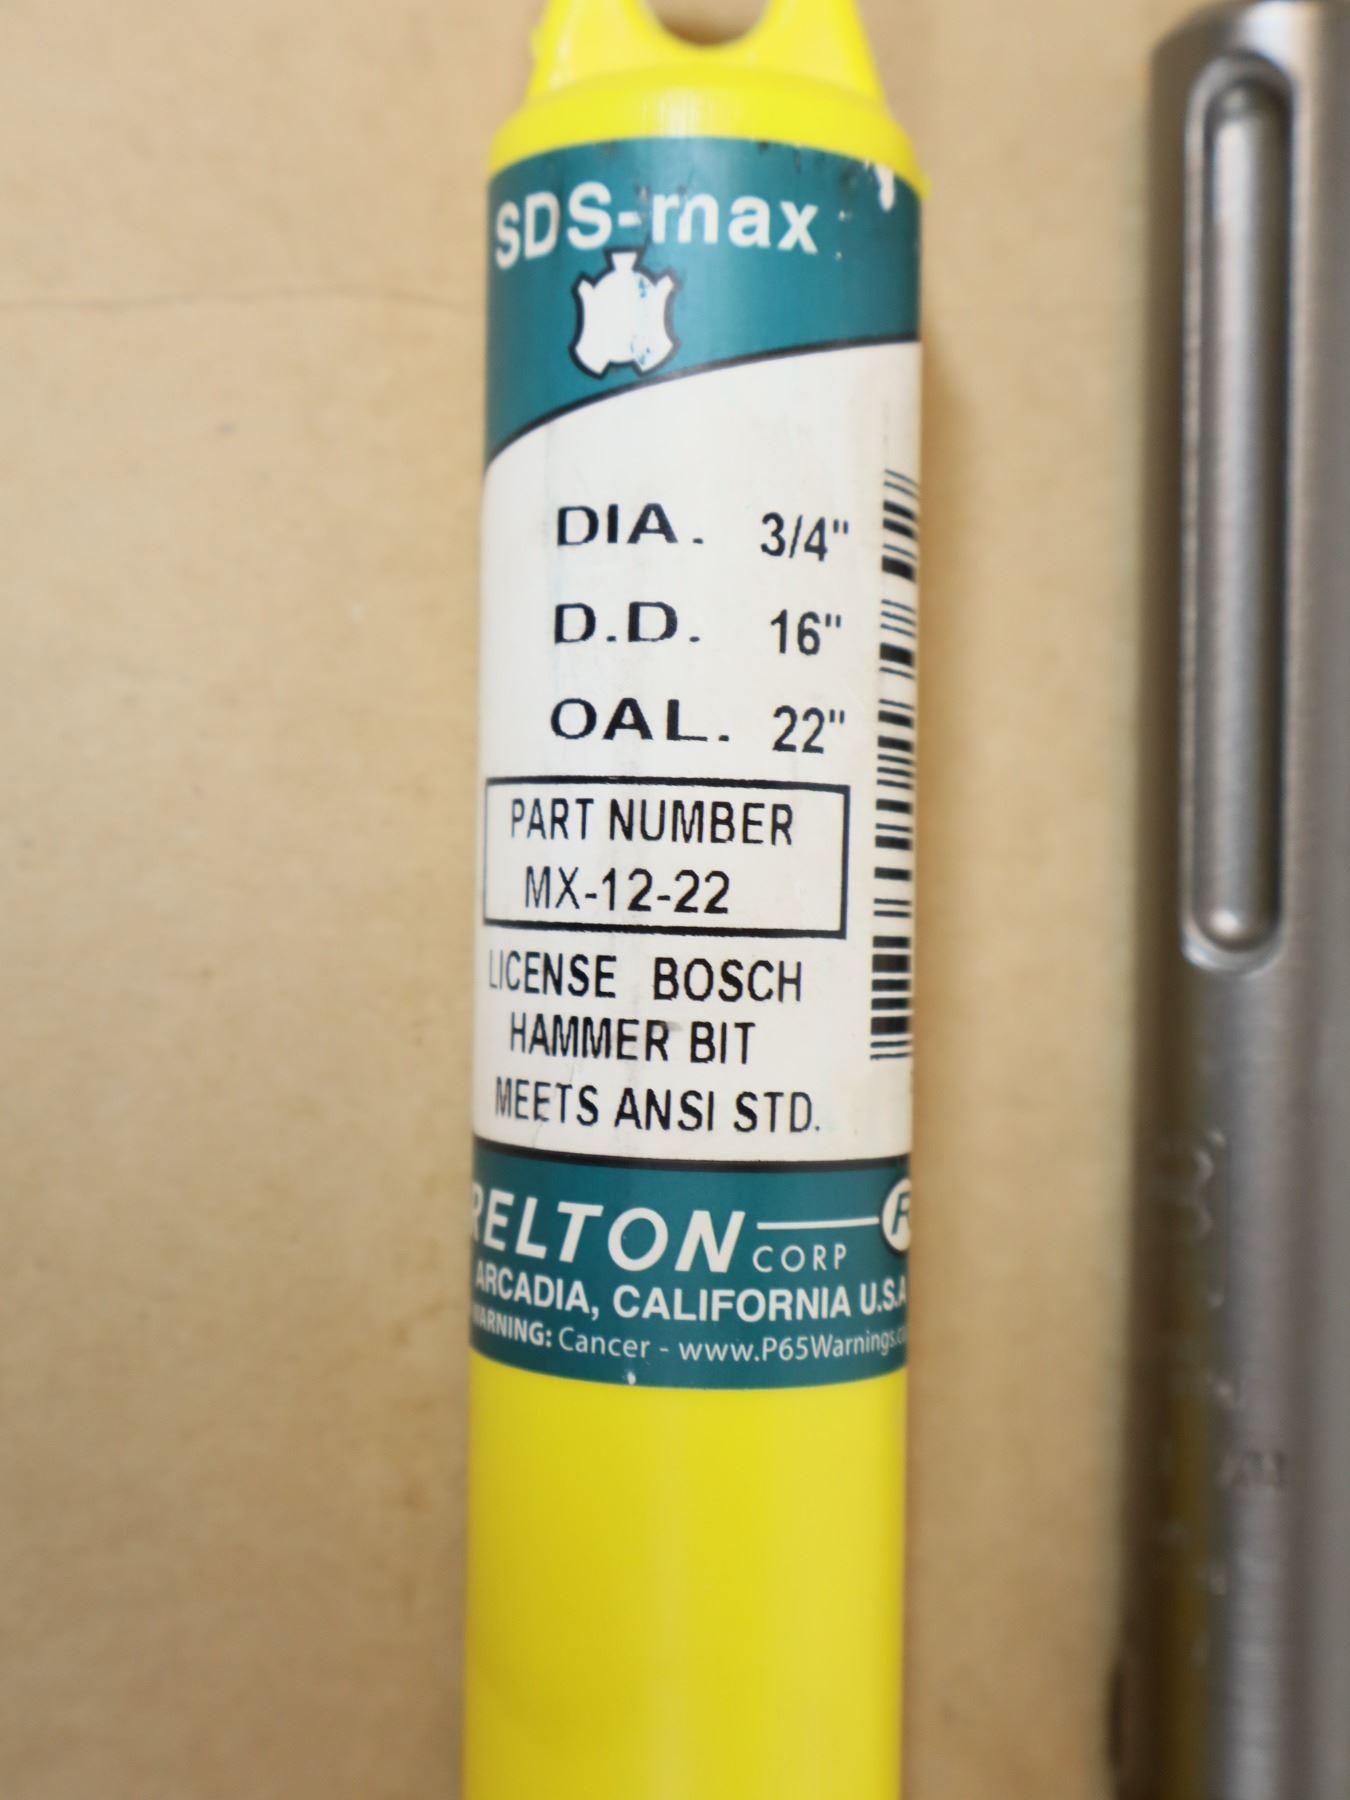 SDS-max
DIA. 3/4"
D.D. 16"
OAL. 22"
PART NUMBER
MX-12-22
LICENSE BOSCH
HAMMER BIT
MEETS ANSI STD.
RELTON CORP R
ARCADIA, CALIFORNIA U.S.A
WARNING: Cancer - www.P65Warnings.c